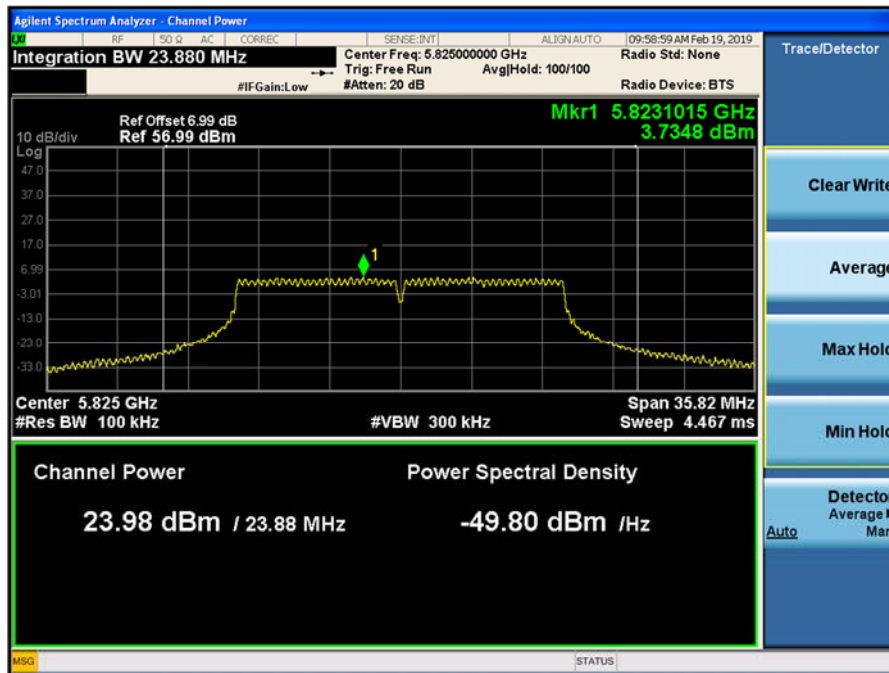 Agilent Spectrum Analyzer - Channel Power
LXI RF 50 Ω AC CORREC SENSE:INT ALIGN AUTO 09:58:59 AM Feb 19, 2019
Integration BW 23.880 MHz
Center Freq: 5.825000000 GHz
Radio Std: None
Trig: Free Run Avg|Hold: 100/100
#IFGain:Low #Atten: 20 dB Radio Device: BTS
Trace/Detector
Mkr1 5.8231015 GHz
3.7348 dBm
Ref Offset 6.99 dB
10 dB/div Ref 56.99 dBm
Log
47.0
37.0
27.0
17.0
6.99
-3.01
-13.0
-23.0
-33.0
1
Center 5.825 GHz Span 35.82 MHz
#Res BW 100 kHz #VBW 300 kHz Sweep 4.467 ms
Channel Power Power Spectral Density
23.98 dBm / 23.88 MHz -49.80 dBm /Hz
Clear Write
Average
Max Hold
Min Hold
Detector
Average
Auto Man
MSG STATUS